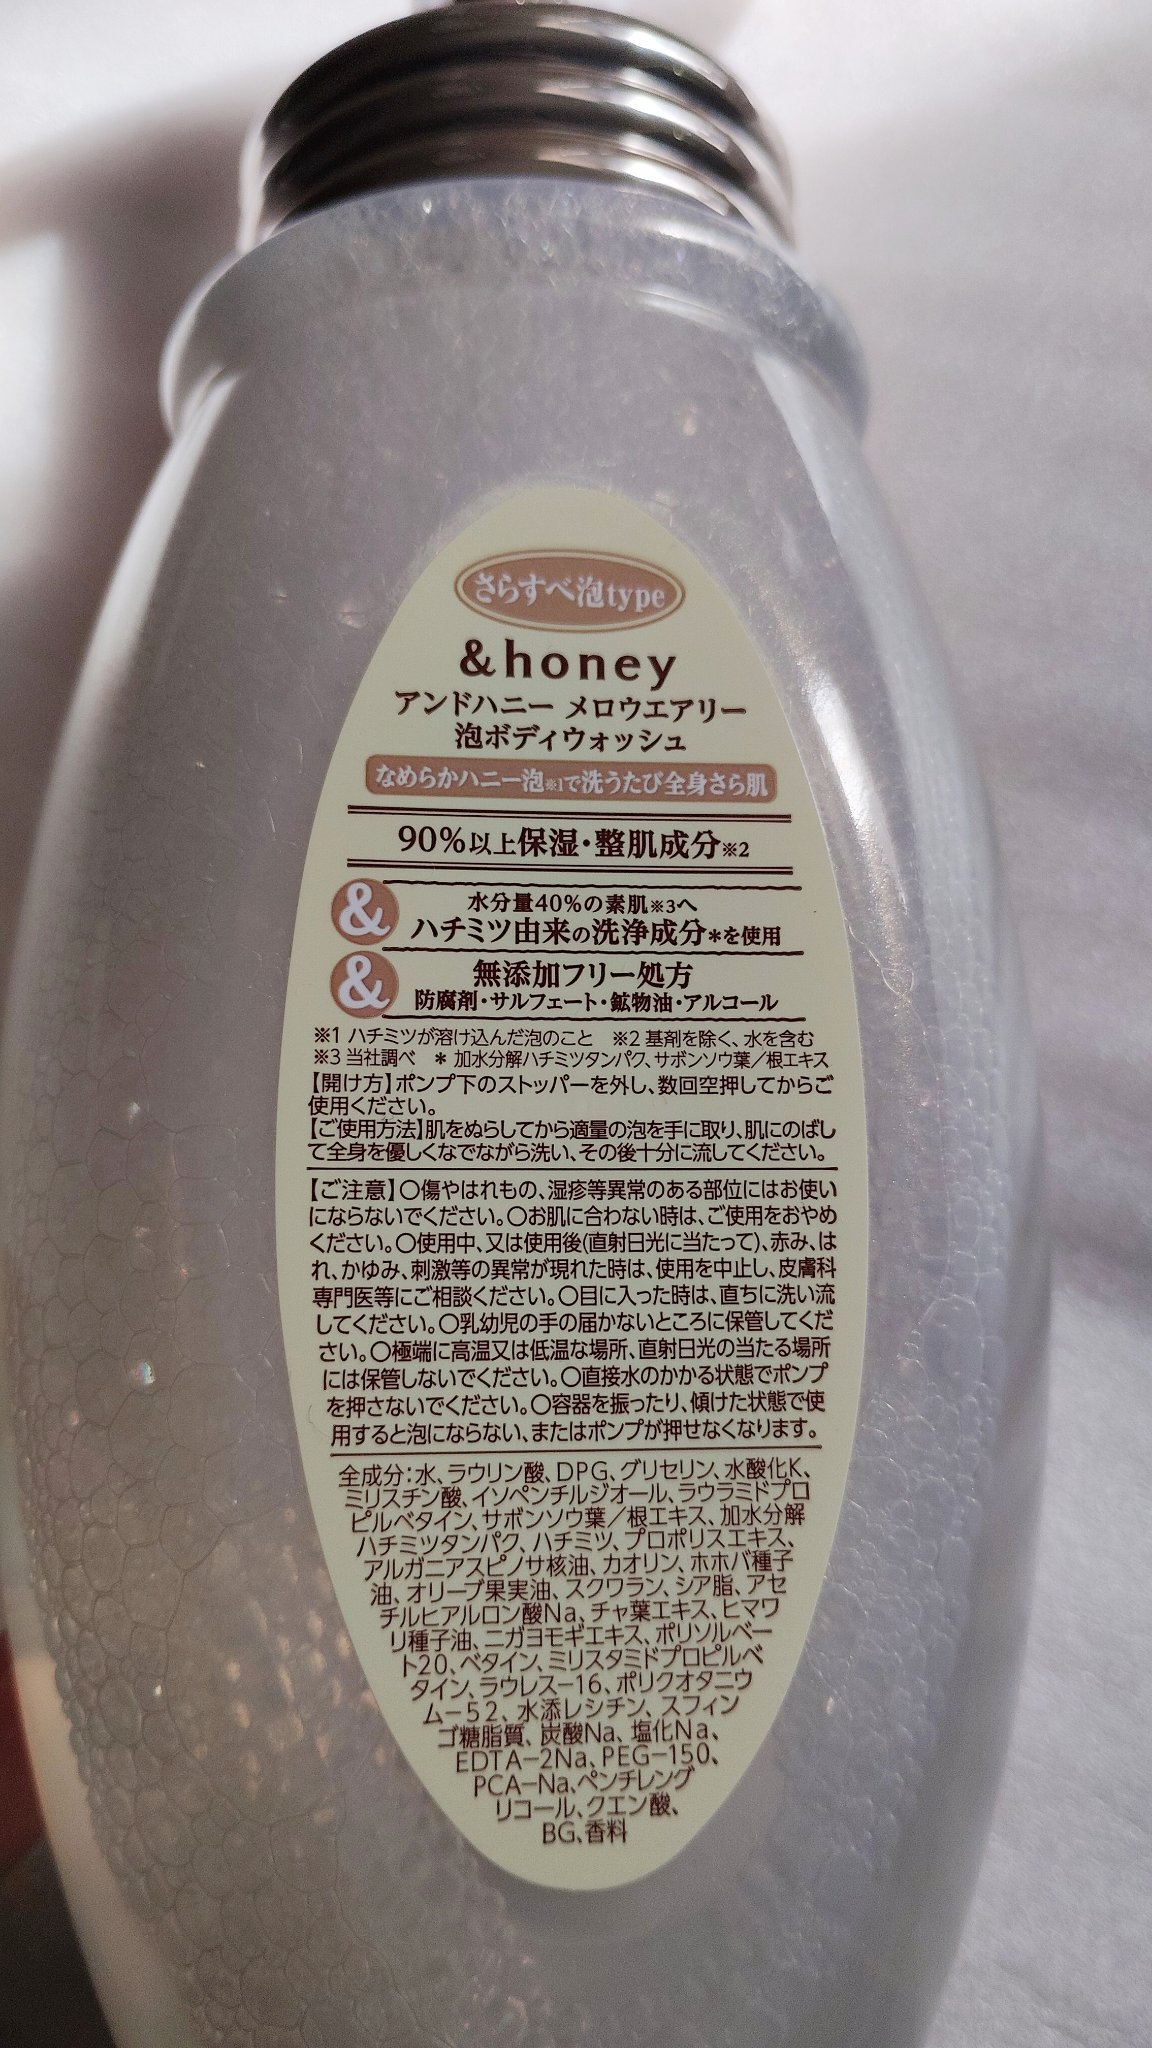 さらすべ泡type
&honey
アンドハニー メロウエアリー
泡ボディウォッシュ
なめらかハニー泡※1で洗うたび全身さら肌
90%以上保湿・整肌成分※2
&
水分量40%の素肌※3へ
ハチミツ由来の洗浄成分*を使用
&
無添加フリー処方
防腐剤・サルフェート・鉱物油・アルコール
※1 ハチミツが溶け込んだ泡のこと ※2 基剤を除く、水を含む
※3 当社調べ * 加水分解ハチミツタンパク、サボンソウ葉/根エキス
【開け方】ポンプ下のストッパーを外し、数回空押してからご
使用ください。
【ご使用方法】肌をぬらしてから適量の泡を手に取り、肌にのばし
て全身を優しくなでながら洗い、その後十分に流してください。
【ご注意】〇傷やはれもの、湿疹等異常のある部位にはお使い
にならないでください。〇お肌に合わない時は、ご使用をおやめ
ください。〇使用中、又は使用後(直射日光に当たって)、赤み、は
れ、かゆみ、刺激等の異常が現れた時は、使用を中止し、皮膚科
専門医等にご相談ください。〇目に入った時は、直ちに洗い流
してください。〇乳幼児の手の届かないところに保管してくだ
さい。〇極端に高温又は低温な場所、直射日光の当たる場所
には保管しないでください。〇直接水のかかる状態でポンプ
を押さないでください。〇容器を振ったり、傾けた状態で使
用すると泡にならない、またはポンプが押せなくなります。
全成分:水、ラウリン酸、DPG、グリセリン、水酸化K、
ミリスチン酸、イソペンチルジオール、ラウラミドプロ
ピルベタイン、サボンソウ葉/根エキス、加水分解
ハチミツタンパク、ハチミツ、プロポリスエキス、
アルガニアスピノサ核油、カオリン、ホホバ種子
油、オリーブ果実油、スクワラン、シア脂、アセ
チルヒアルロン酸Na、チャ葉エキス、ヒマワ
リ種子油、ニガヨモギエキス、ポリソルベー
ト20、ベタイン、ミリスタミドプロピルベ
タイン、ラウレス-16、ポリクオタニウ
ム-52、水添レシチン、スフィン
ゴ糖脂質、炭酸Na、塩化Na、
EDTA-2Na、PEG-150、
PCA-Na、ペンチレング
リコール、クエン酸、
BG、香料